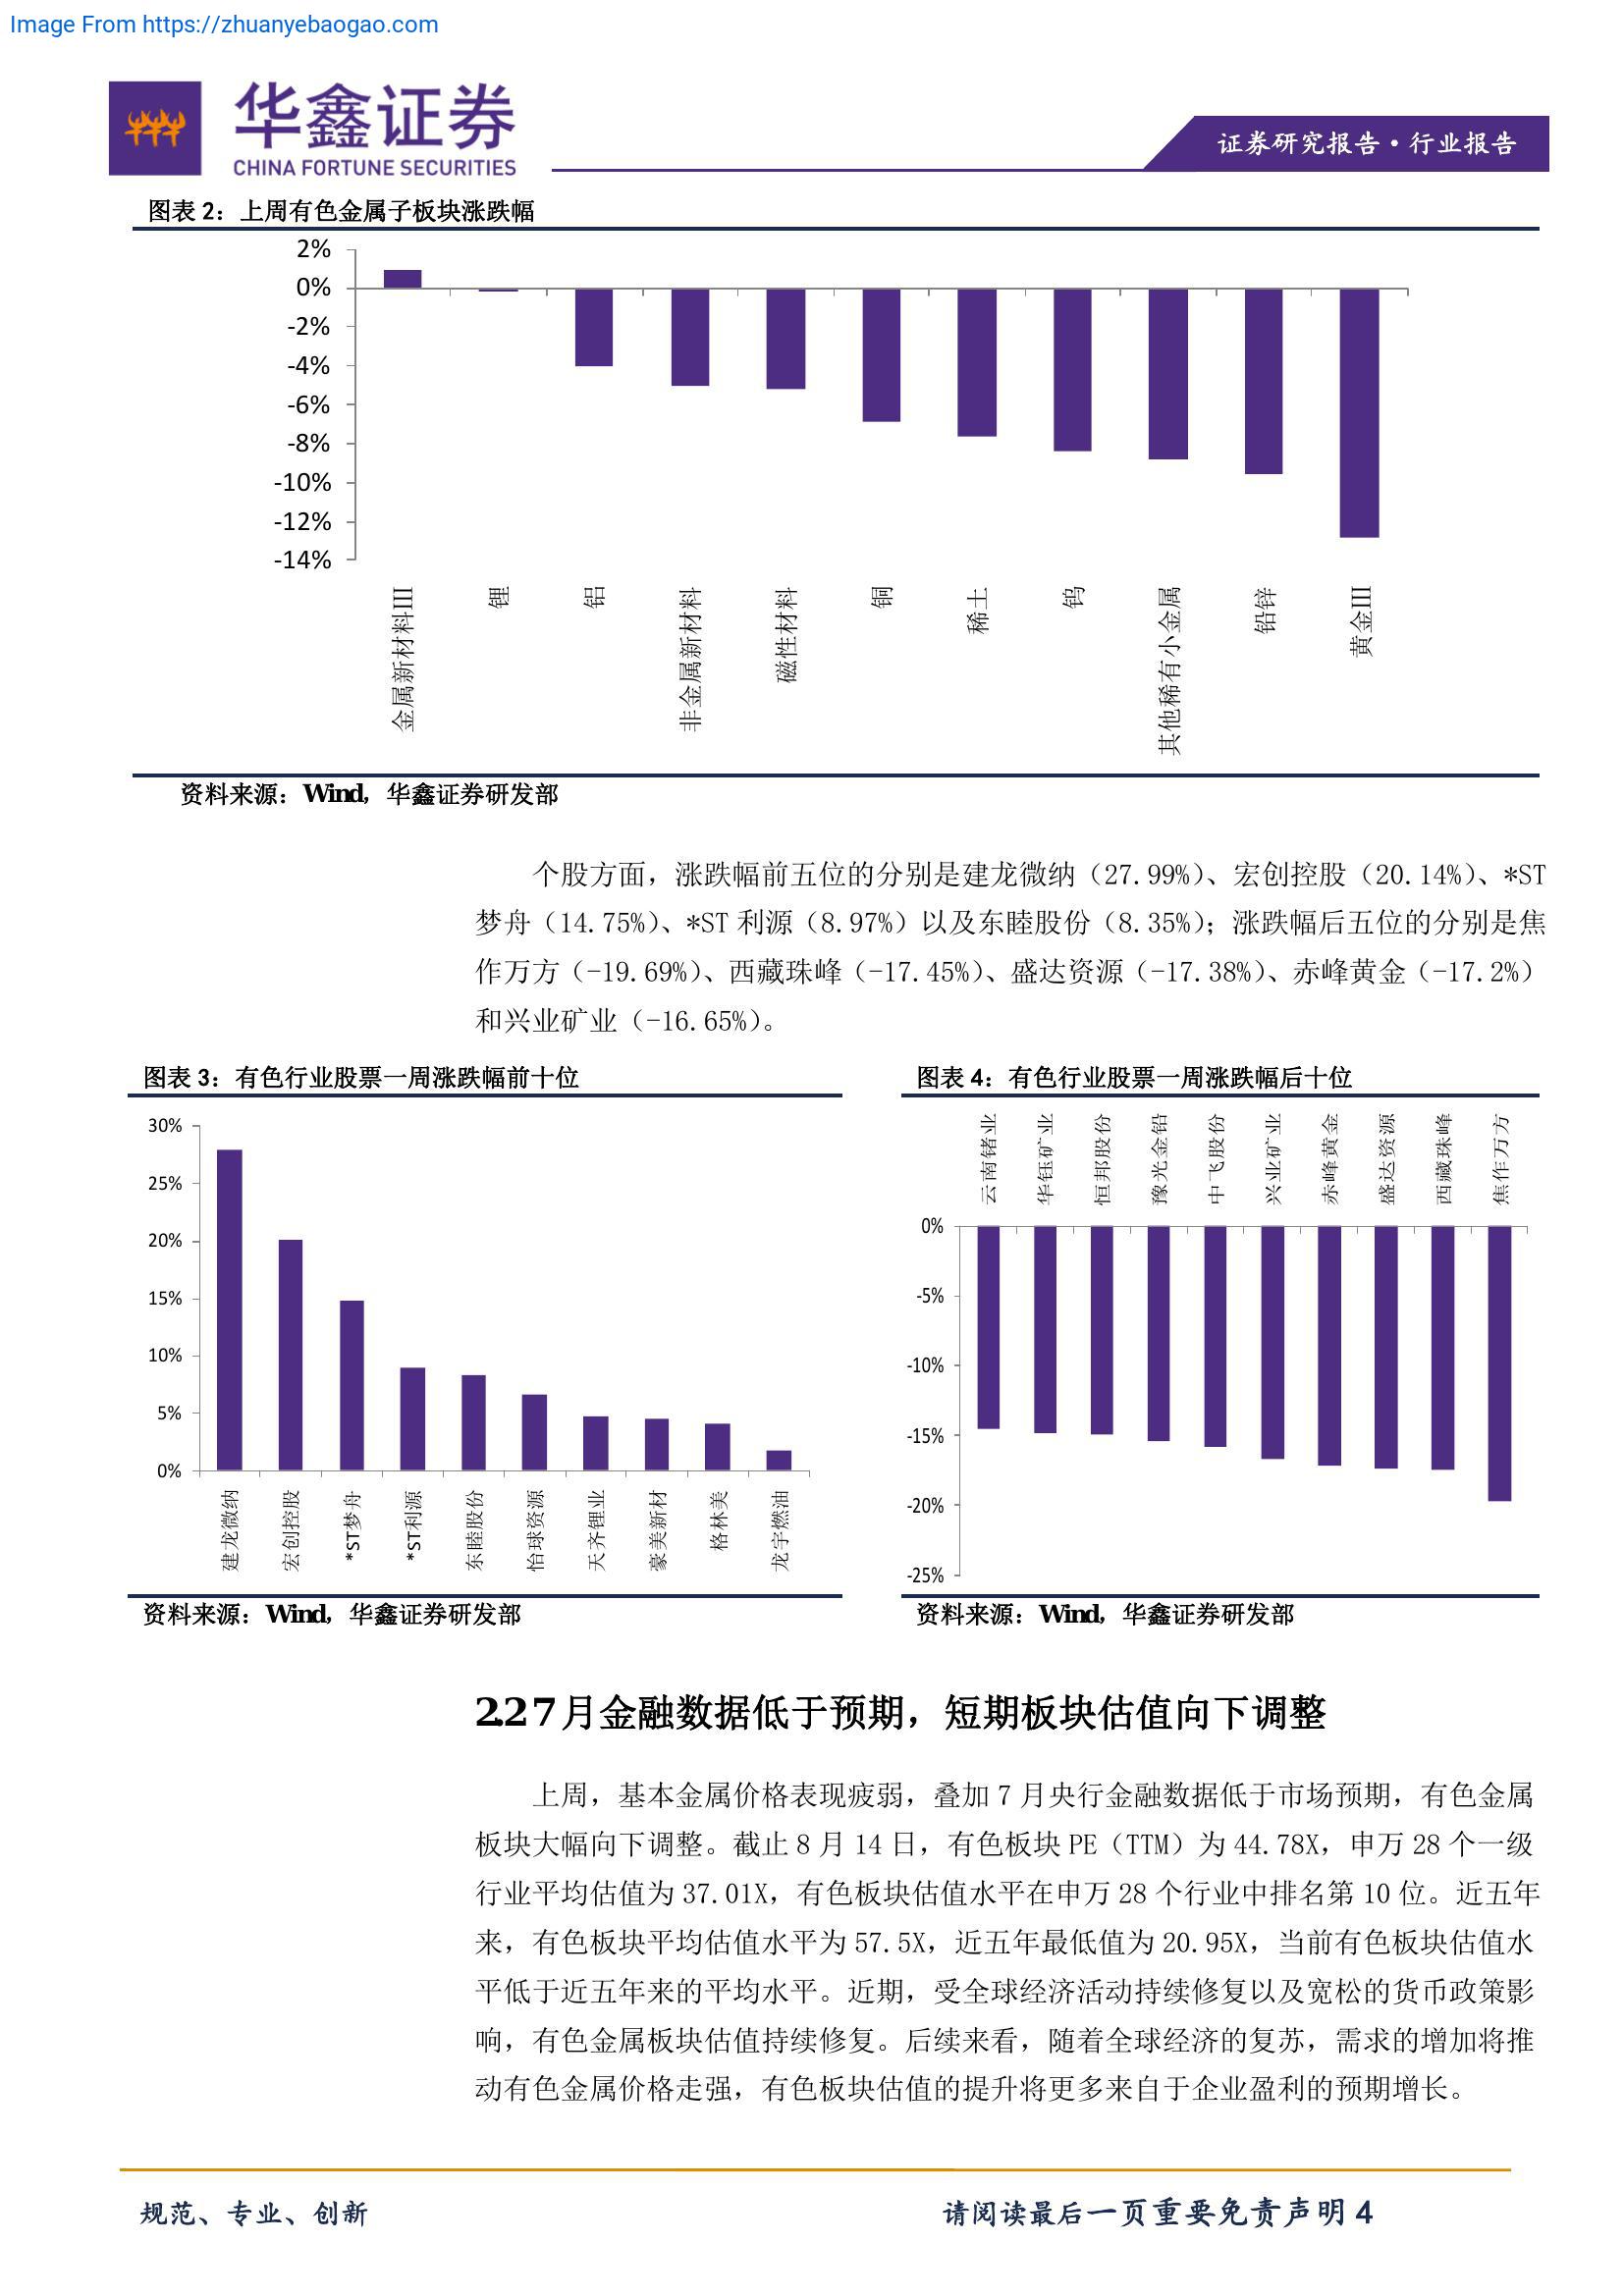 Image From https://zhuanyebaogao.com
华鑫证券
CHINA FORTUNE SECURITIES
证券研究报告·行业报告
图表 2：上周有色金属子板块涨跌幅
2%
0%
-2%
-4%
-6%
-8%
-10%
-12%
-14%
金属新材料III
锂
铝
非金属新材料
磁性材料
铜
稀土
钨
其他稀有小金属
铅锌
黄金III
资料来源：Wind，华鑫证券研发部
个股方面，涨跌幅前五位的分别是建龙微纳（27.99%）、宏创控股（20.14%）、*ST
梦舟（14.75%）、*ST 利源（8.97%）以及东睦股份（8.35%）；涨跌幅后五位的分别是焦
作万方（-19.69%）、西藏珠峰（-17.45%）、盛达资源（-17.38%）、赤峰黄金（-17.2%）
和兴业矿业（-16.65%）。
图表 3：有色行业股票一周涨跌幅前十位
30%
25%
20%
15%
10%
5%
0%
建龙微纳
宏创控股
*ST梦舟
*ST利源
东睦股份
怡球资源
天齐锂业
豪美新材
格林美
龙宇燃油
资料来源：Wind，华鑫证券研发部
图表 4：有色行业股票一周涨跌幅后十位
云南锗业
华钰矿业
恒邦股份
豫光金铅
中飞股份
兴业矿业
赤峰黄金
盛达资源
西藏珠峰
焦作万方
0%
-5%
-10%
-15%
-20%
-25%
资料来源：Wind，华鑫证券研发部
2.2 7 月金融数据低于预期，短期板块估值向下调整
上周，基本金属价格表现疲弱，叠加 7 月央行金融数据低于市场预期，有色金属
板块大幅向下调整。截止 8 月 14 日，有色板块 PE（TTM）为 44.78X，申万 28 个一级
行业平均估值为 37.01X，有色板块估值水平在申万 28 个行业中排名第 10 位。近五年
来，有色板块平均估值水平为 57.5X，近五年最低值为 20.95X，当前有色板块估值水
平低于近五年来的平均水平。近期，受全球经济活动持续修复以及宽松的货币政策影
响，有色金属板块估值持续修复。后续来看，随着全球经济的复苏，需求的增加将推
动有色金属价格走强，有色板块估值的提升将更多来自于企业盈利的预期增长。
规范、专业、创新
请阅读最后一页重要免责声明 4